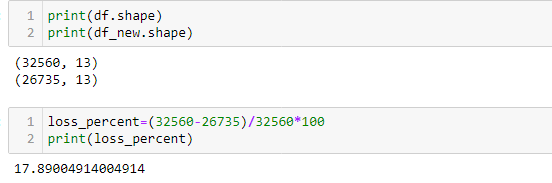 1 print(df.shape)
2 print(df_new.shape)
(32560, 13)
(26735, 13)
1 loss_percent=(32560-26735)/32560*100
2 print(loss_percent)
17.89004914004914